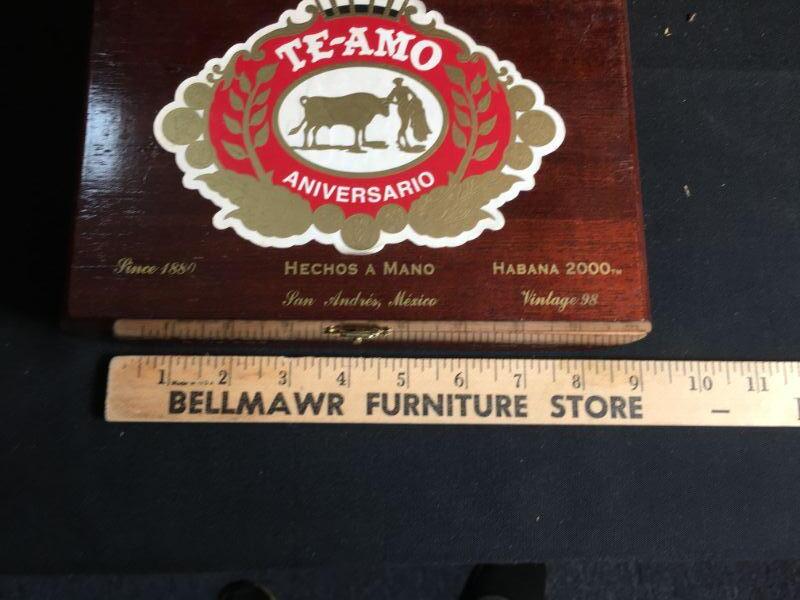 TE-AMO
ANIVERSARIO
Since 1880
HECHOS A MANO
HABANA 2000™
San Andrés, México
Vintage 98
1 2 3 4 5 6 7 8 9 10 11
BELLMAWR FURNITURE STORE —